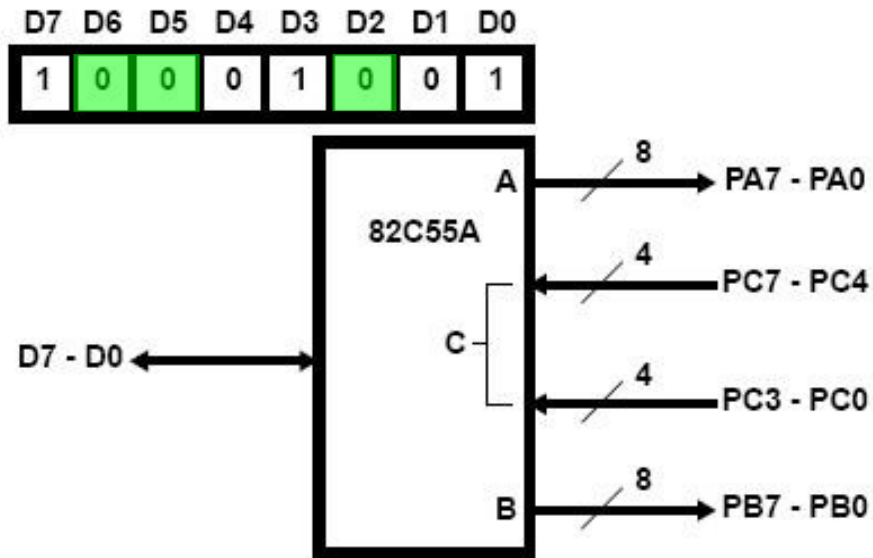 D7 D6 D5 D4 D3 D2 D1 D0
1 0 0 0 1 0 0 1
A
8
PA7 - PA0
82C55A
4
PC7 - PC4
D7 - D0
C
4
PC3 - PC0
B
8
PB7 - PB0